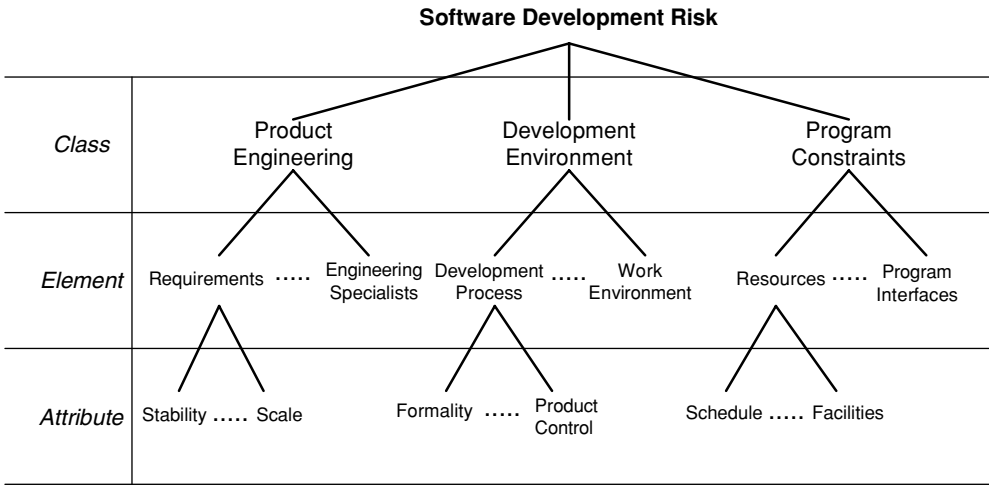 Software Development Risk
Class
Product
Engineering
Development
Environment
Program
Constraints
Element
Requirements ..... Engineering
Specialists
Development
Process
..... Work
Environment
Resources ..... Program
Interfaces
Attribute
Stability ..... Scale
Formality ..... Product
Control
Schedule ..... Facilities